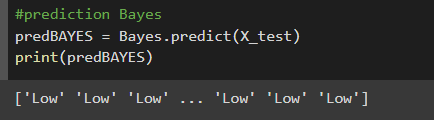 #prediction Bayes
predBAYES = Bayes.predict(X_test)
print(predBAYES)
['Low' 'Low' 'Low' ... 'Low' 'Low' 'Low']